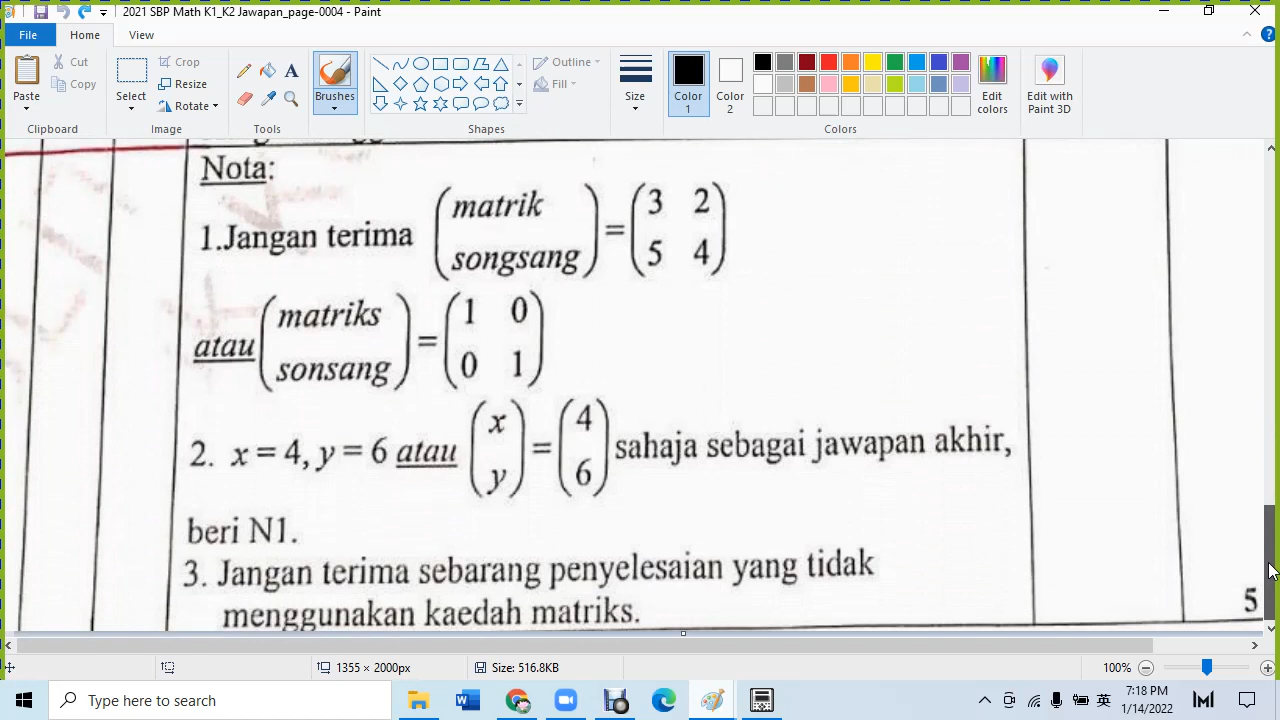 2021 SBP Math K1_K2 Jawapan_page-0004 - Paint
File Home View
Paste Cut Copy Select Crop Resize Rotate A Brushes Outline Fill Size Color 1 Color 2 Edit colors Edit with Paint 3D
Clipboard Image Tools Shapes Colors
Nota:
1.Jangan terima (matrik songsang) = (3 2 5 4)
atau (matriks sonsang) = (1 0 0 1)
2. x = 4, y = 6 atau (x y) = (4 6) sahaja sebagai jawapan akhir,
beri N1.
3. Jangan terima sebarang penyelesaian yang tidak
menggunakan kaedah matriks.
5
1355 × 2000px Size: 516.8KB 100%
Type here to search 英 7:18 PM
1/14/2022